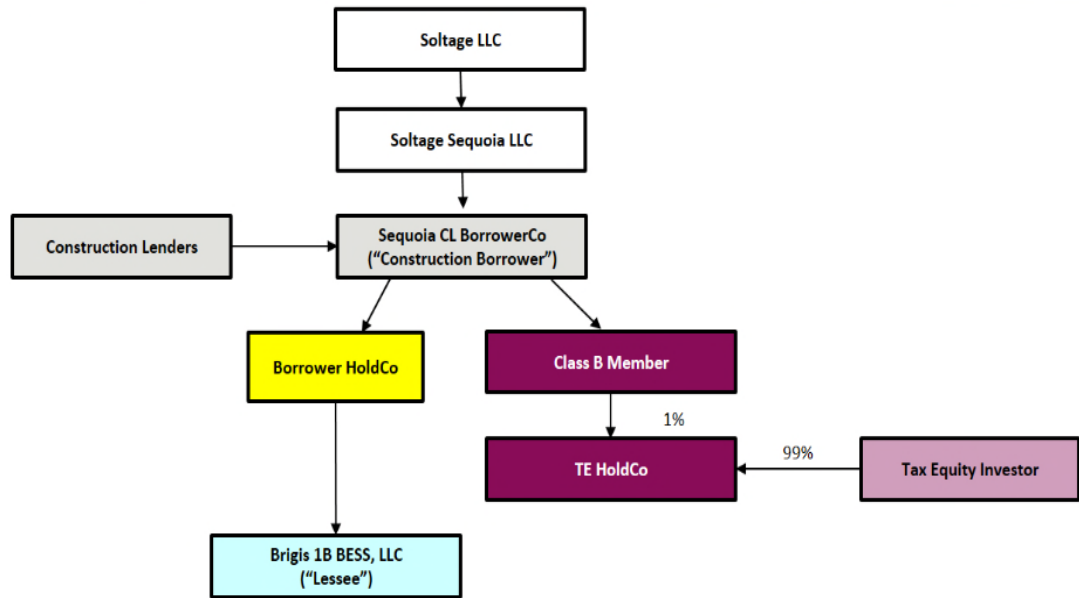 Soltage LLC
Soltage Sequoia LLC
Construction Lenders
Sequoia CL BorrowerCo
(“Construction Borrower”)
Borrower HoldCo
Class B Member
1%
TE HoldCo
99%
Tax Equity Investor
Brigis 1B BESS, LLC
(“Lessee”)